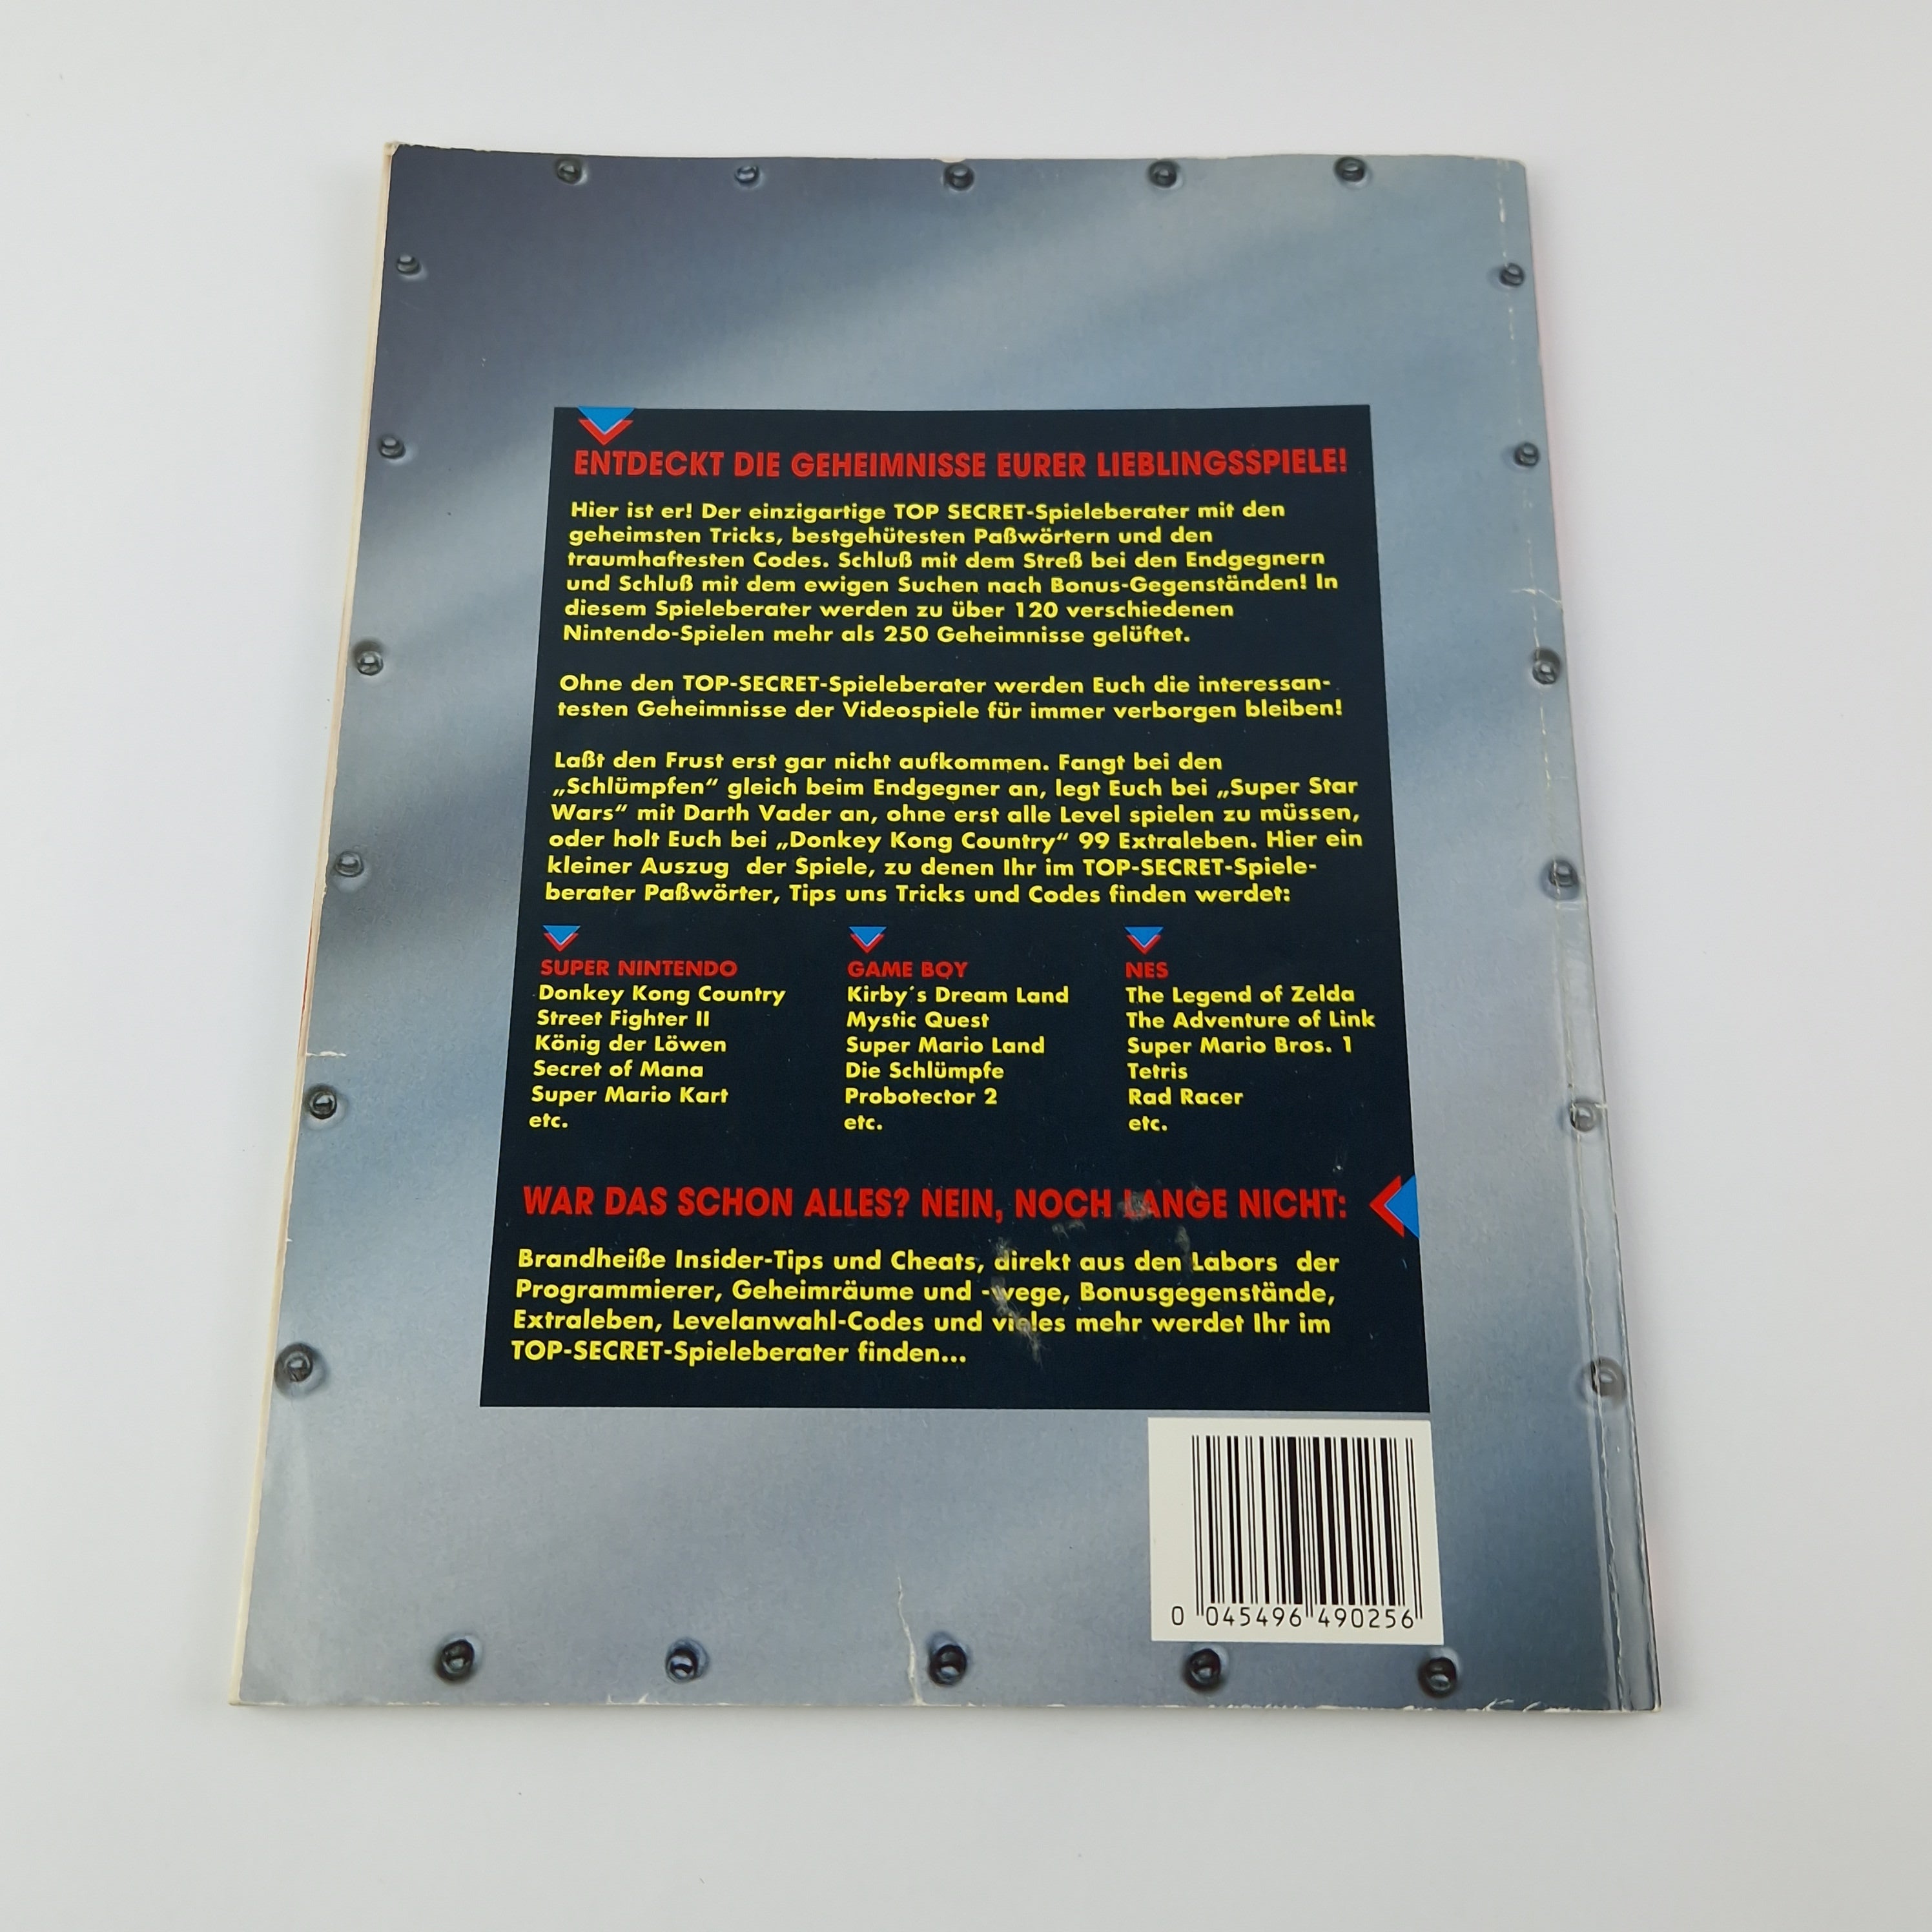 ENTDECKT DIE GEHEIMNISSE EURER LIEBLINGSSPIELE!
Hier ist er! Der einzigartige TOP SECRET-Spieleberater mit den
geheimsten Tricks, bestgehütesten Paßwörtern und den
traumhaftesten Codes. Schluß mit dem Streß bei den Endgegnern
und Schluß mit dem ewigen Suchen nach Bonus-Gegenständen! In
diesem Spieleberater werden zu über 120 verschiedenen
Nintendo-Spielen mehr als 250 Geheimnisse gelüftet.
Ohne den TOP-SECRET-Spieleberater werden Euch die interessan-
testen Geheimnisse der Videospiele für immer verborgen bleiben!
Laßt den Frust erst gar nicht aufkommen. Fangt bei den
„Schlümpfen“ gleich beim Endgegner an, legt Euch bei „Super Star
Wars“ mit Darth Vader an, ohne erst alle Level spielen zu müssen,
oder holt Euch bei „Donkey Kong Country“ 99 Extraleben. Hier ein
kleiner Auszug der Spiele, zu denen Ihr im TOP-SECRET-Spiele-
berater Paßwörter, Tips uns Tricks und Codes finden werdet:
SUPER NINTENDO
Donkey Kong Country
Street Fighter II
König der Löwen
Secret of Mana
Super Mario Kart
etc.
GAME BOY
Kirby´s Dream Land
Mystic Quest
Super Mario Land
Die Schlümpfe
Probotector 2
etc.
NES
The Legend of Zelda
The Adventure of Link
Super Mario Bros. 1
Tetris
Rad Racer
etc.
WAR DAS SCHON ALLES? NEIN, NOCH LANGE NICHT:
Brandheiße Insider-Tips und Cheats, direkt aus den Labors der
Programmierer, Geheimräume und -wege, Bonusgegenstände,
Extraleben, Levelanwahl-Codes und vieles mehr werdet Ihr im
TOP-SECRET-Spieleberater finden...
0 045496 490256